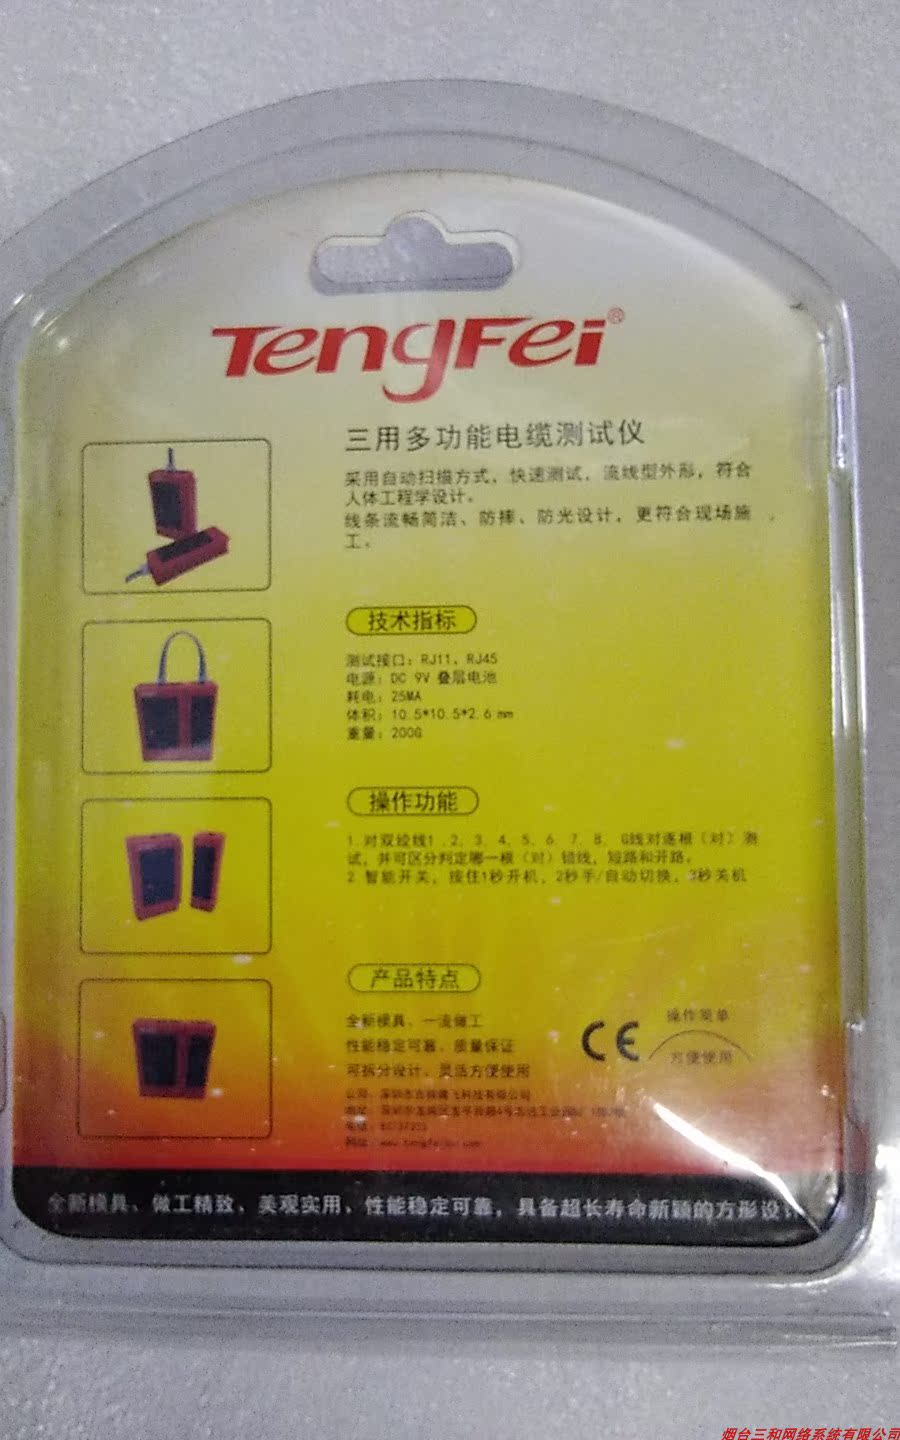 TengFei®
三用多功能电缆测试仪
采用自动扫描方式，快速测试，流线型外形，符合
人体工程学设计。
线条流畅简洁、防摔、防光设计，更符合现场施
工。
技术指标
测试接口：RJ11、RJ45
电源：DC 9V 叠层电池
耗电：25MA
体积：10.5*10.5*2.6 mm
重量：200G
操作功能
1.对双绞线1、2、3、4、5、6、7、8、G线对逐根（对）测
试，并可区分判定哪一根（对）错线，短路和开路。
2.智能开关，按住1秒开机，2秒手/自动切换，秒关机
产品特点
全新模具、一流做工
性能稳定可靠、质量保证
可拆分设计、灵活方便使用
CE
操作简单
方便使用
全新模具、做工精致、美观实用、性能稳定可靠，具备超长寿命新颖的方形设计
烟台三和网络系统有限公司